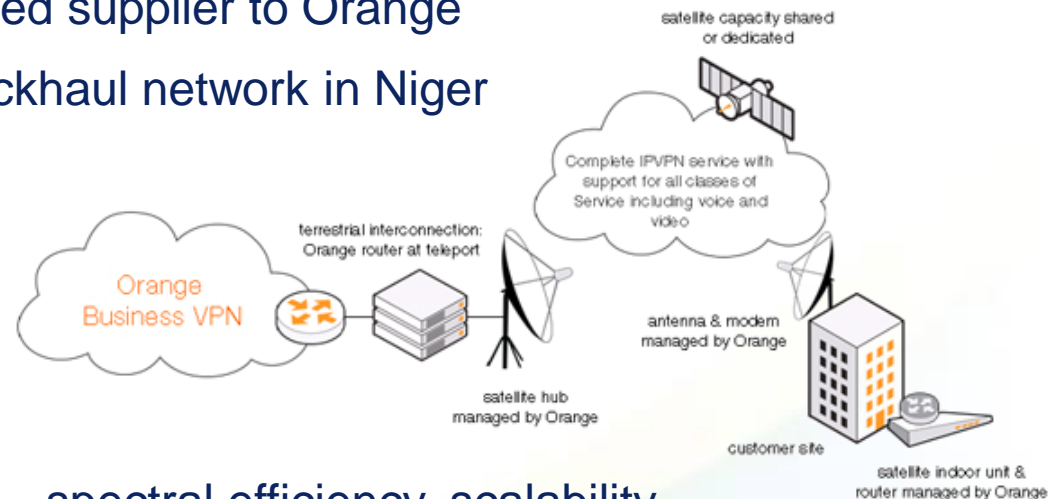 ed supplier to Orange
ckhaul network in Niger
satellite capacity shared
or dedicated
Complete IPVPN service with
support for all classes of
Service including voice and
video
terrestrial interconnection:
Orange router at teleport
Orange
Business VPN
antenna & modem
managed by Orange
satellite hub
managed by Orange
customer site
satellite indoor unit &
router managed by Orange
spectral efficiency, scalability